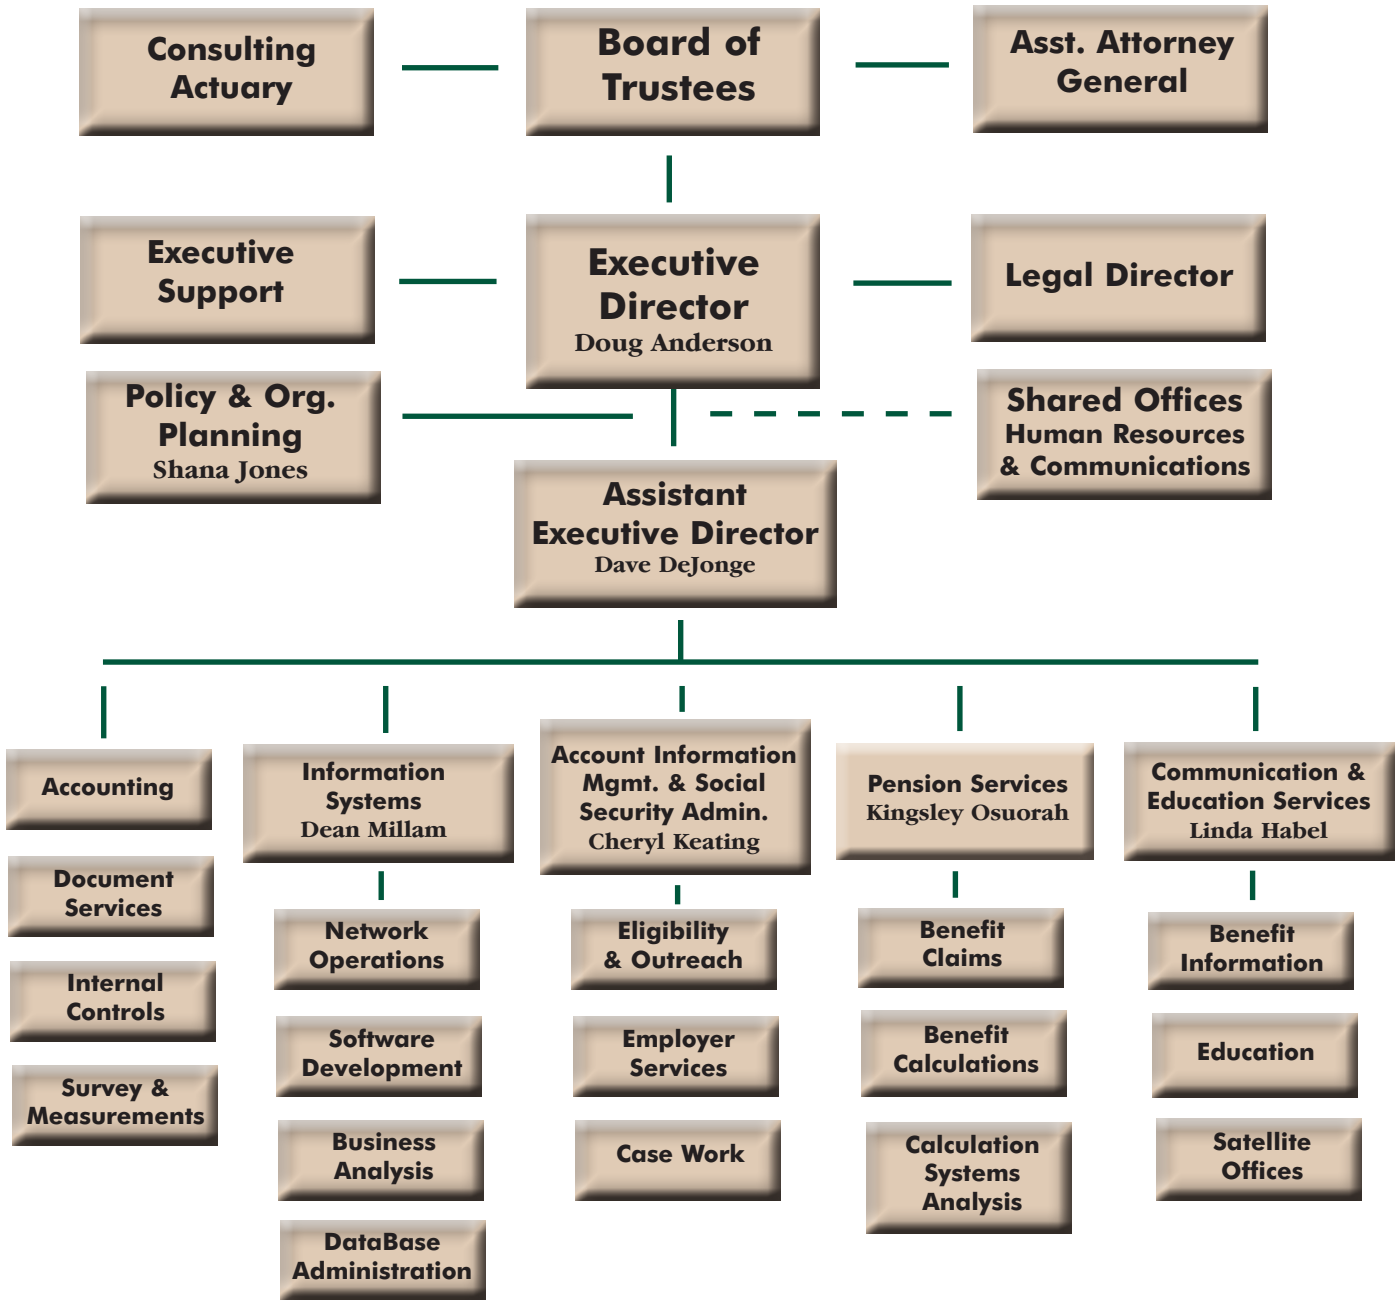 Consulting
Actuary
Board of
Trustees
Asst. Attorney
General
Executive
Support
Executive
Director
Doug Anderson
Legal Director
Policy & Org.
Planning
Shana Jones
Shared Offices
Human Resources
& Communications
Assistant
Executive Director
Dave DeJonge
Accounting
Document
Services
Internal
Controls
Survey &
Measurements
Information
Systems
Dean Millam
Network
Operations
Software
Development
Business
Analysis
DataBase
Administration
Account Information
Mgmt. & Social
Security Admin.
Cheryl Keating
Eligibility
& Outreach
Employer
Services
Case Work
Pension Services
Kingsley Osuorah
Benefit
Claims
Benefit
Calculations
Calculation
Systems
Analysis
Communication &
Education Services
Linda Habel
Benefit
Information
Education
Satellite
Offices